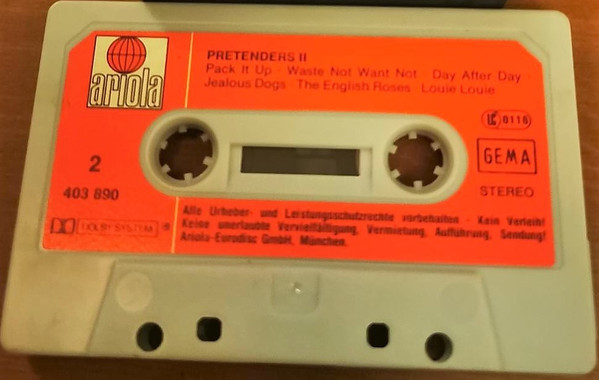 ariola
PRETENDERS II
Pack It Up · Waste Not Want Not · Day After Day ·
Jealous Dogs · The English Roses · Louie Louie
LC 0116
GEMA
2
403 890
STEREO
DOLBY SYSTEM ®
Alle Urheber- und Leistungsschutzrechte vorbehalten · Kein Verleih!
Keine unerlaubte Vervielfältigung, Vermietung, Aufführung, Sendung!
Ariola-Eurodisc GmbH, München.